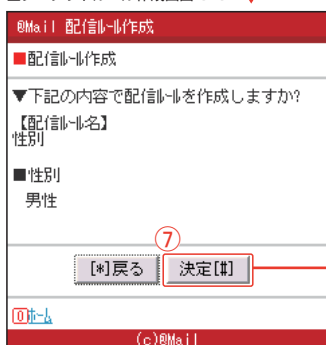 @Mail 配信ﾙｰﾙ作成
■配信ﾙｰﾙ作成
▼下記の内容で配信ﾙｰﾙを作成しますか?
【配信ﾙｰﾙ名】
性別
■性別
男性
⑦
[*]戻る 決定[#]
[0]ﾎｰﾑ
(c)@Mail